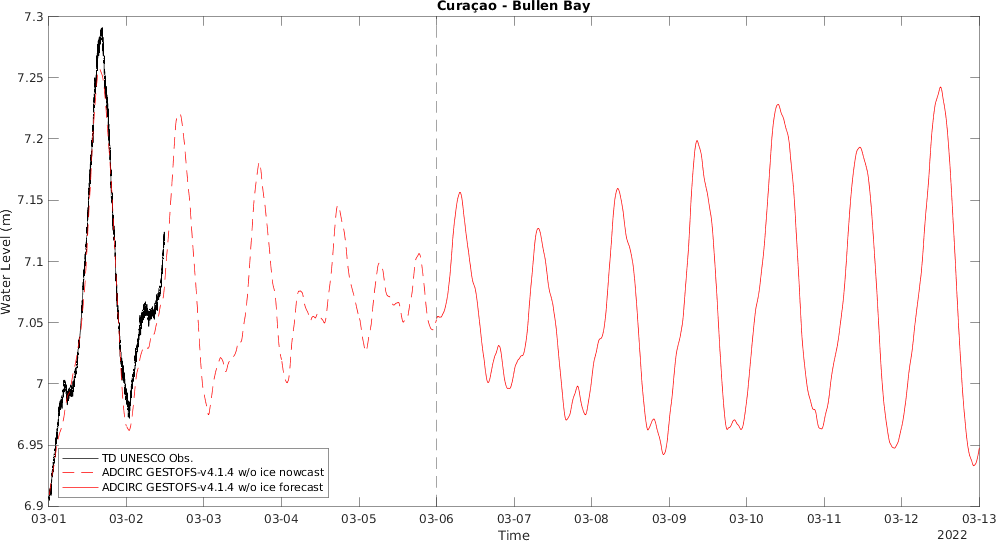 Curaçao - Bullen Bay
Water Level (m)
7.3
7.25
7.2
7.15
7.1
7.05
7
6.95
6.9
TD UNESCO Obs.
ADCIRC GESTOFS-v4.1.4 w/o ice nowcast
ADCIRC GESTOFS-v4.1.4 w/o ice forecast
03-01 03-02 03-03 03-04 03-05 03-06 03-07 03-08 03-09 03-10 03-11 03-12 03-13
Time
2022